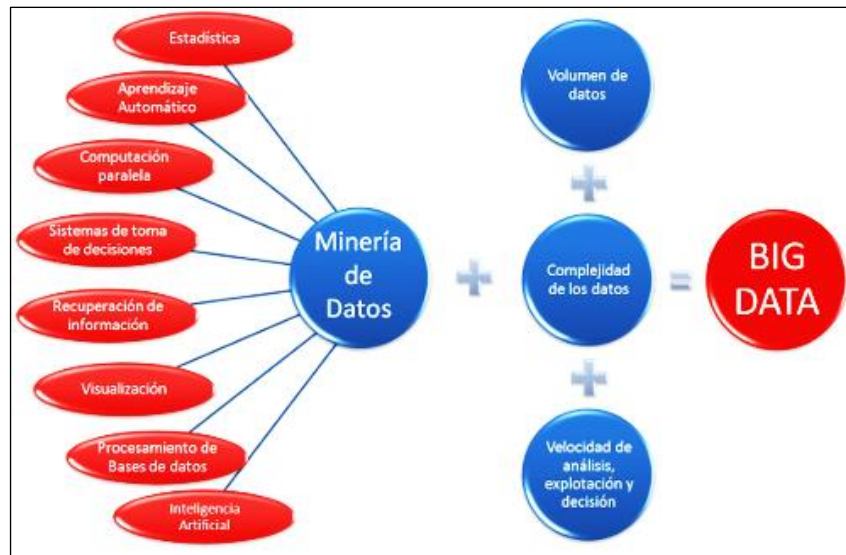 Estadística
Aprendizaje
Automático
Computación
paralela
Sistemas de toma
de decisiones
Recuperación de
información
Visualización
Procesamiento de
Bases de datos
Inteligencia
Artificial
Minería
de
Datos
+
Volumen de
datos
+
Complejidad
de los datos
+
Velocidad de
análisis,
explotación y
decisión
=
BIG
DATA